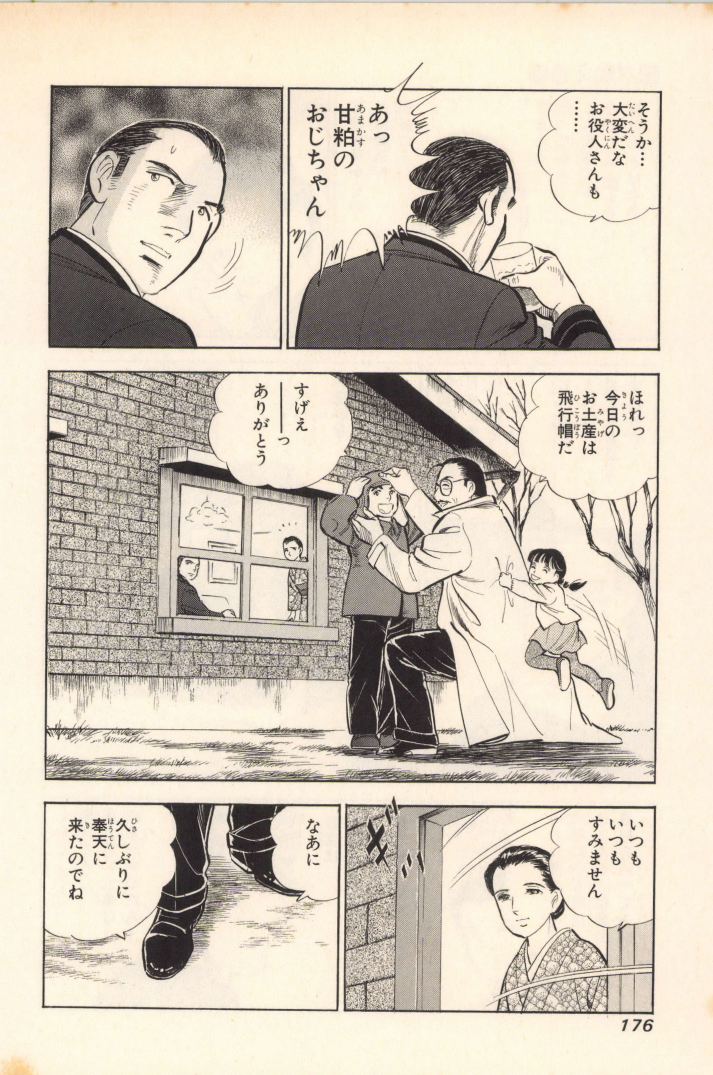 そうか…
大変だな
お役人さんも
……
あっ
甘粕の
おじちゃん
ほれっ
今日の
お土産は
飛行帽だ
すげえ
──っ
ありがとう
いつも
いつも
すみません
なあに
久しぶりに
奉天に
来たのでね
176